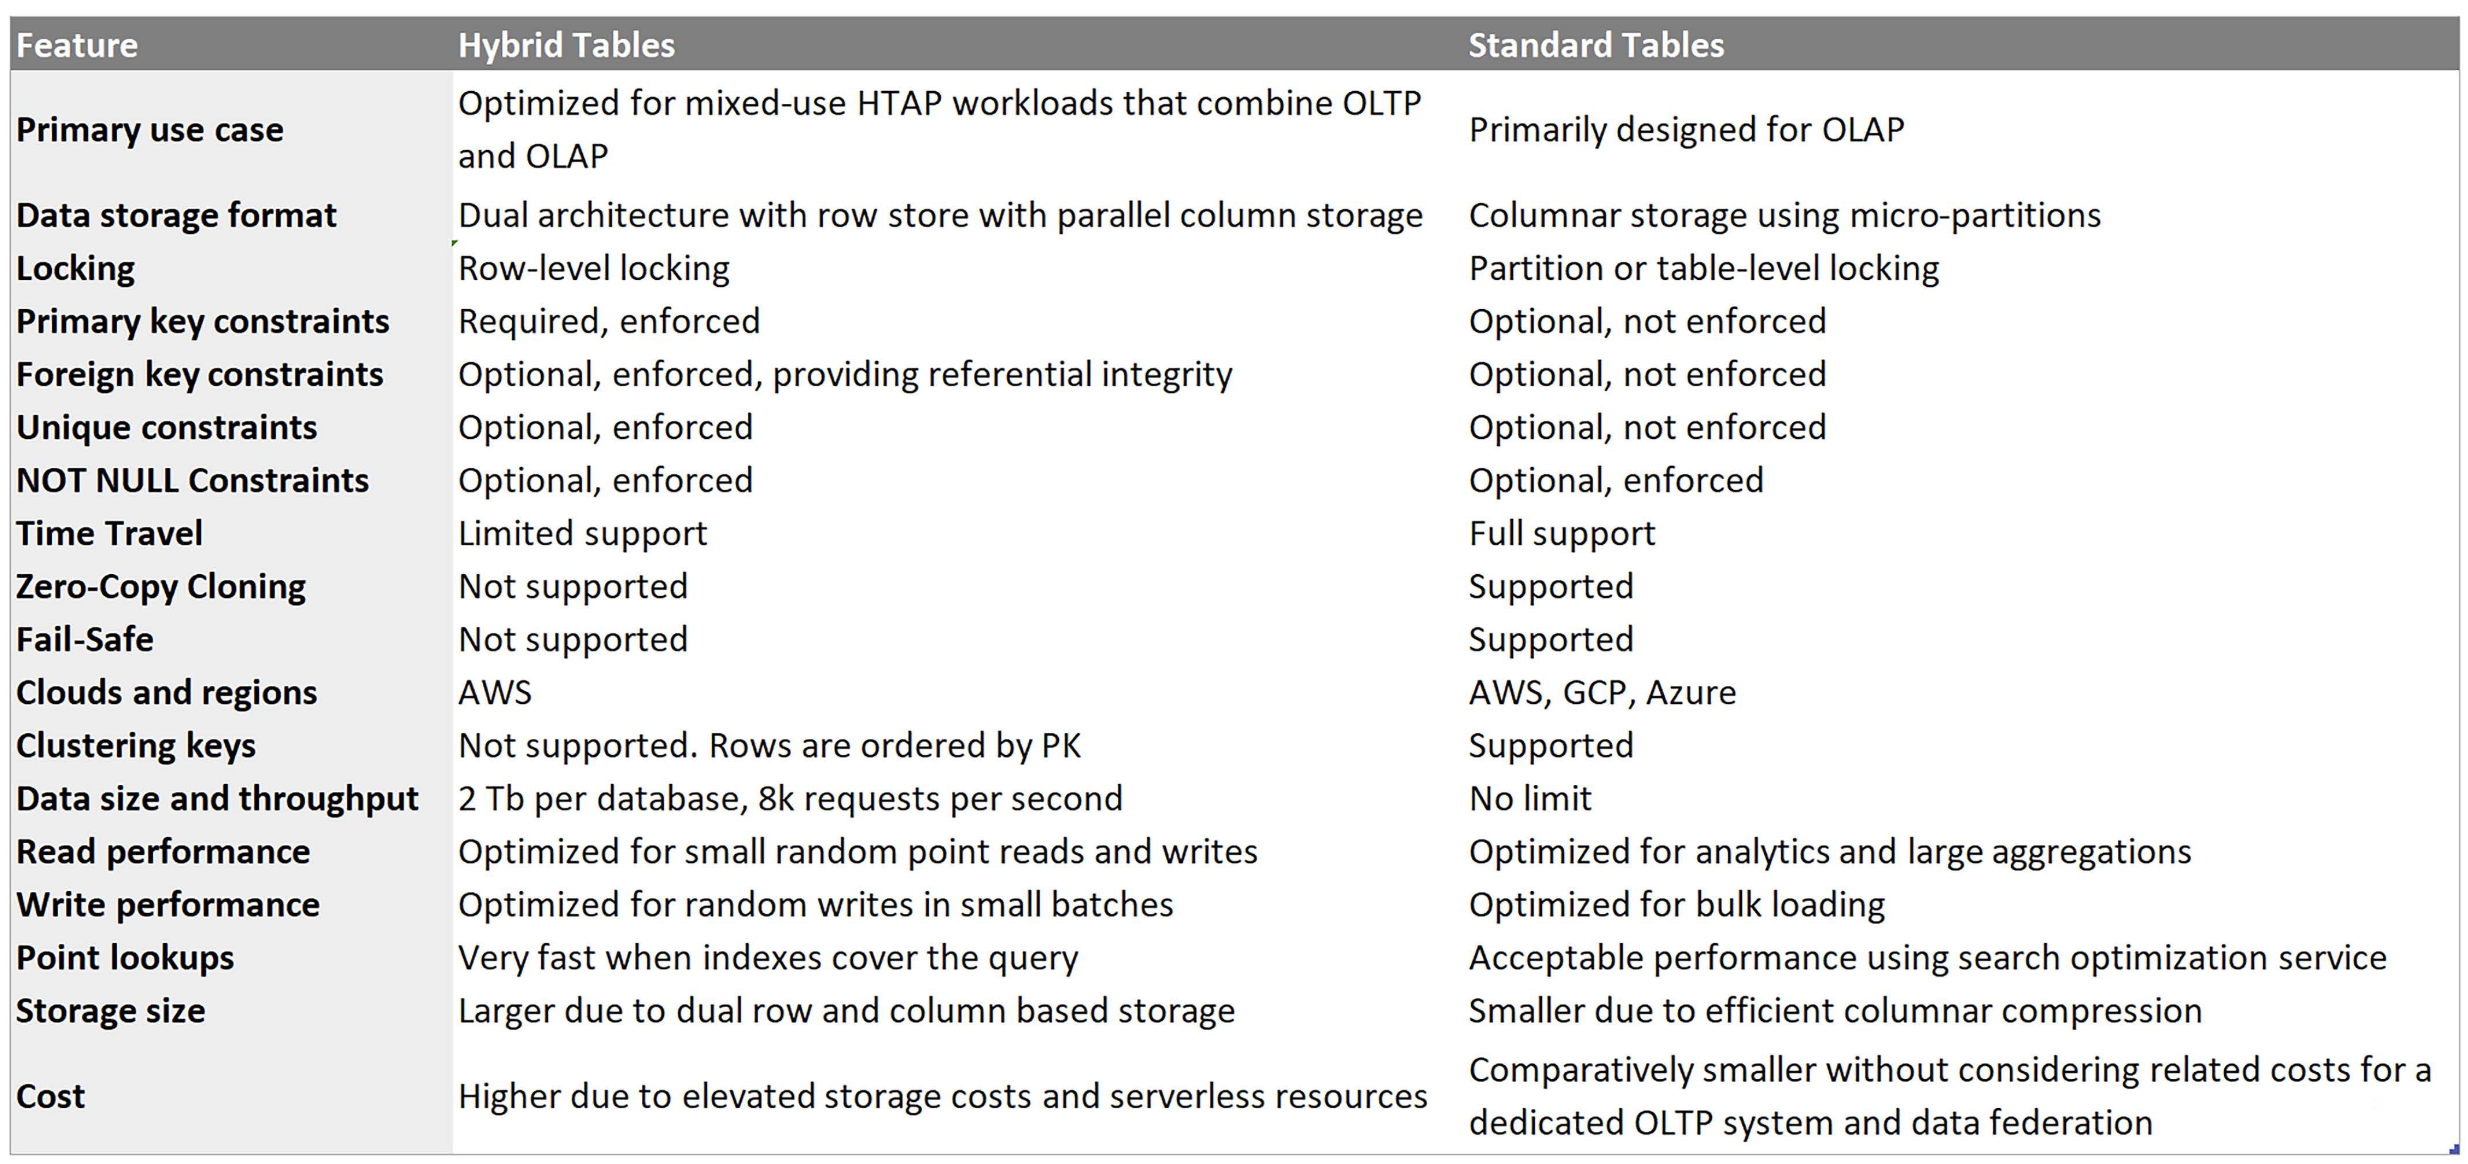 Feature Hybrid Tables Standard Tables
Primary use case Optimized for mixed-use HTAP workloads that combine OLTP and OLAP Primarily designed for OLAP
Data storage format Dual architecture with row store with parallel column storage Columnar storage using micro-partitions
Locking Row-level locking Partition or table-level locking
Primary key constraints Required, enforced Optional, not enforced
Foreign key constraints Optional, enforced, providing referential integrity Optional, not enforced
Unique constraints Optional, enforced Optional, not enforced
NOT NULL Constraints Optional, enforced Optional, enforced
Time Travel Limited support Full support
Zero-Copy Cloning Not supported Supported
Fail-Safe Not supported Supported
Clouds and regions AWS AWS, GCP, Azure
Clustering keys Not supported. Rows are ordered by PK Supported
Data size and throughput 2 Tb per database, 8k requests per second No limit
Read performance Optimized for small random point reads and writes Optimized for analytics and large aggregations
Write performance Optimized for random writes in small batches Optimized for bulk loading
Point lookups Very fast when indexes cover the query Acceptable performance using search optimization service
Storage size Larger due to dual row and column based storage Smaller due to efficient columnar compression
Cost Higher due to elevated storage costs and serverless resources Comparatively smaller without considering related costs for a dedicated OLTP system and data federation